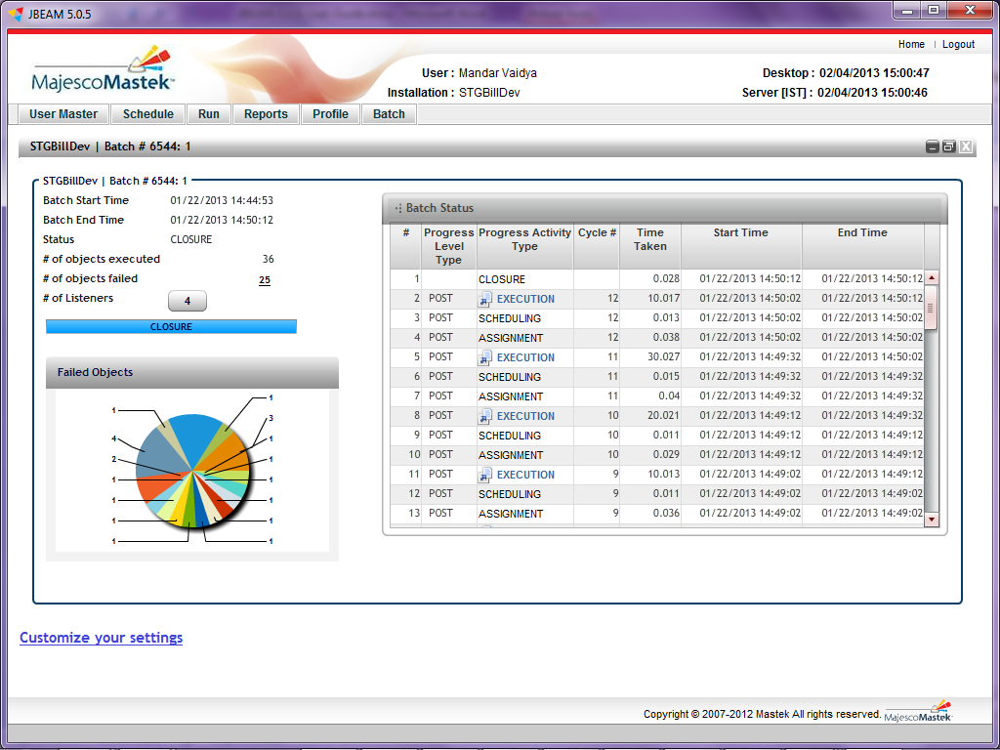 JBEAM 5.0.5
Home | Logout
MajescoMastek
User : Mandar Vaidya
Desktop : 02/04/2013 15:00:47
Installation : STGBillDev
Server [IST] : 02/04/2013 15:00:46
User Master Schedule Run Reports Profile Batch
STGBillDev | Batch # 6544: 1
STGBillDev | Batch # 6544: 1
Batch Start Time 01/22/2013 14:44:53
Batch End Time 01/22/2013 14:50:12
Status CLOSURE
# of objects executed 36
# of objects failed 25
# of Listeners 4
CLOSURE
Failed Objects
1 1
3
4 1
2 1
1 1
1 1
1 1
1 1
Batch Status
# Progress Level Type Progress Activity Type Cycle # Time Taken Start Time End Time
1 CLOSURE 0.028 01/22/2013 14:50:12 01/22/2013 14:50:12
2 POST EXECUTION 12 10.017 01/22/2013 14:50:02 01/22/2013 14:50:12
3 POST SCHEDULING 12 0.013 01/22/2013 14:50:02 01/22/2013 14:50:02
4 POST ASSIGNMENT 12 0.038 01/22/2013 14:50:02 01/22/2013 14:50:02
5 POST EXECUTION 11 30.027 01/22/2013 14:49:32 01/22/2013 14:50:02
6 POST SCHEDULING 11 0.015 01/22/2013 14:49:32 01/22/2013 14:49:32
7 POST ASSIGNMENT 11 0.04 01/22/2013 14:49:32 01/22/2013 14:49:32
8 POST EXECUTION 10 20.021 01/22/2013 14:49:12 01/22/2013 14:49:32
9 POST SCHEDULING 10 0.011 01/22/2013 14:49:12 01/22/2013 14:49:12
10 POST ASSIGNMENT 10 0.029 01/22/2013 14:49:12 01/22/2013 14:49:12
11 POST EXECUTION 9 10.013 01/22/2013 14:49:02 01/22/2013 14:49:12
12 POST SCHEDULING 9 0.011 01/22/2013 14:49:02 01/22/2013 14:49:02
13 POST ASSIGNMENT 9 0.036 01/22/2013 14:49:02 01/22/2013 14:49:02
Customize your settings
Copyright © 2007-2012 Mastek All rights reserved. MajescoMastek